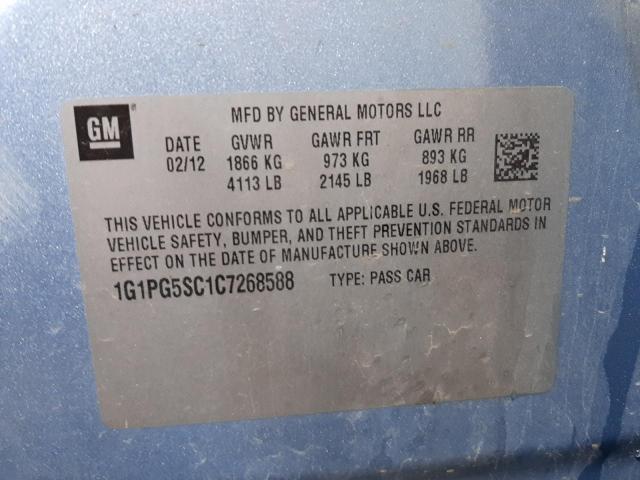 GM
MFD BY GENERAL MOTORS LLC
DATE GVWR GAWR FRT GAWR RR
02/12 1866 KG 973 KG 893 KG
4113 LB 2145 LB 1968 LB
THIS VEHICLE CONFORMS TO ALL APPLICABLE U.S. FEDERAL MOTOR
VEHICLE SAFETY, BUMPER, AND THEFT PREVENTION STANDARDS IN
EFFECT ON THE DATE OF MANUFACTURE SHOWN ABOVE.
1G1PG5SC1C7268588 TYPE: PASS CAR